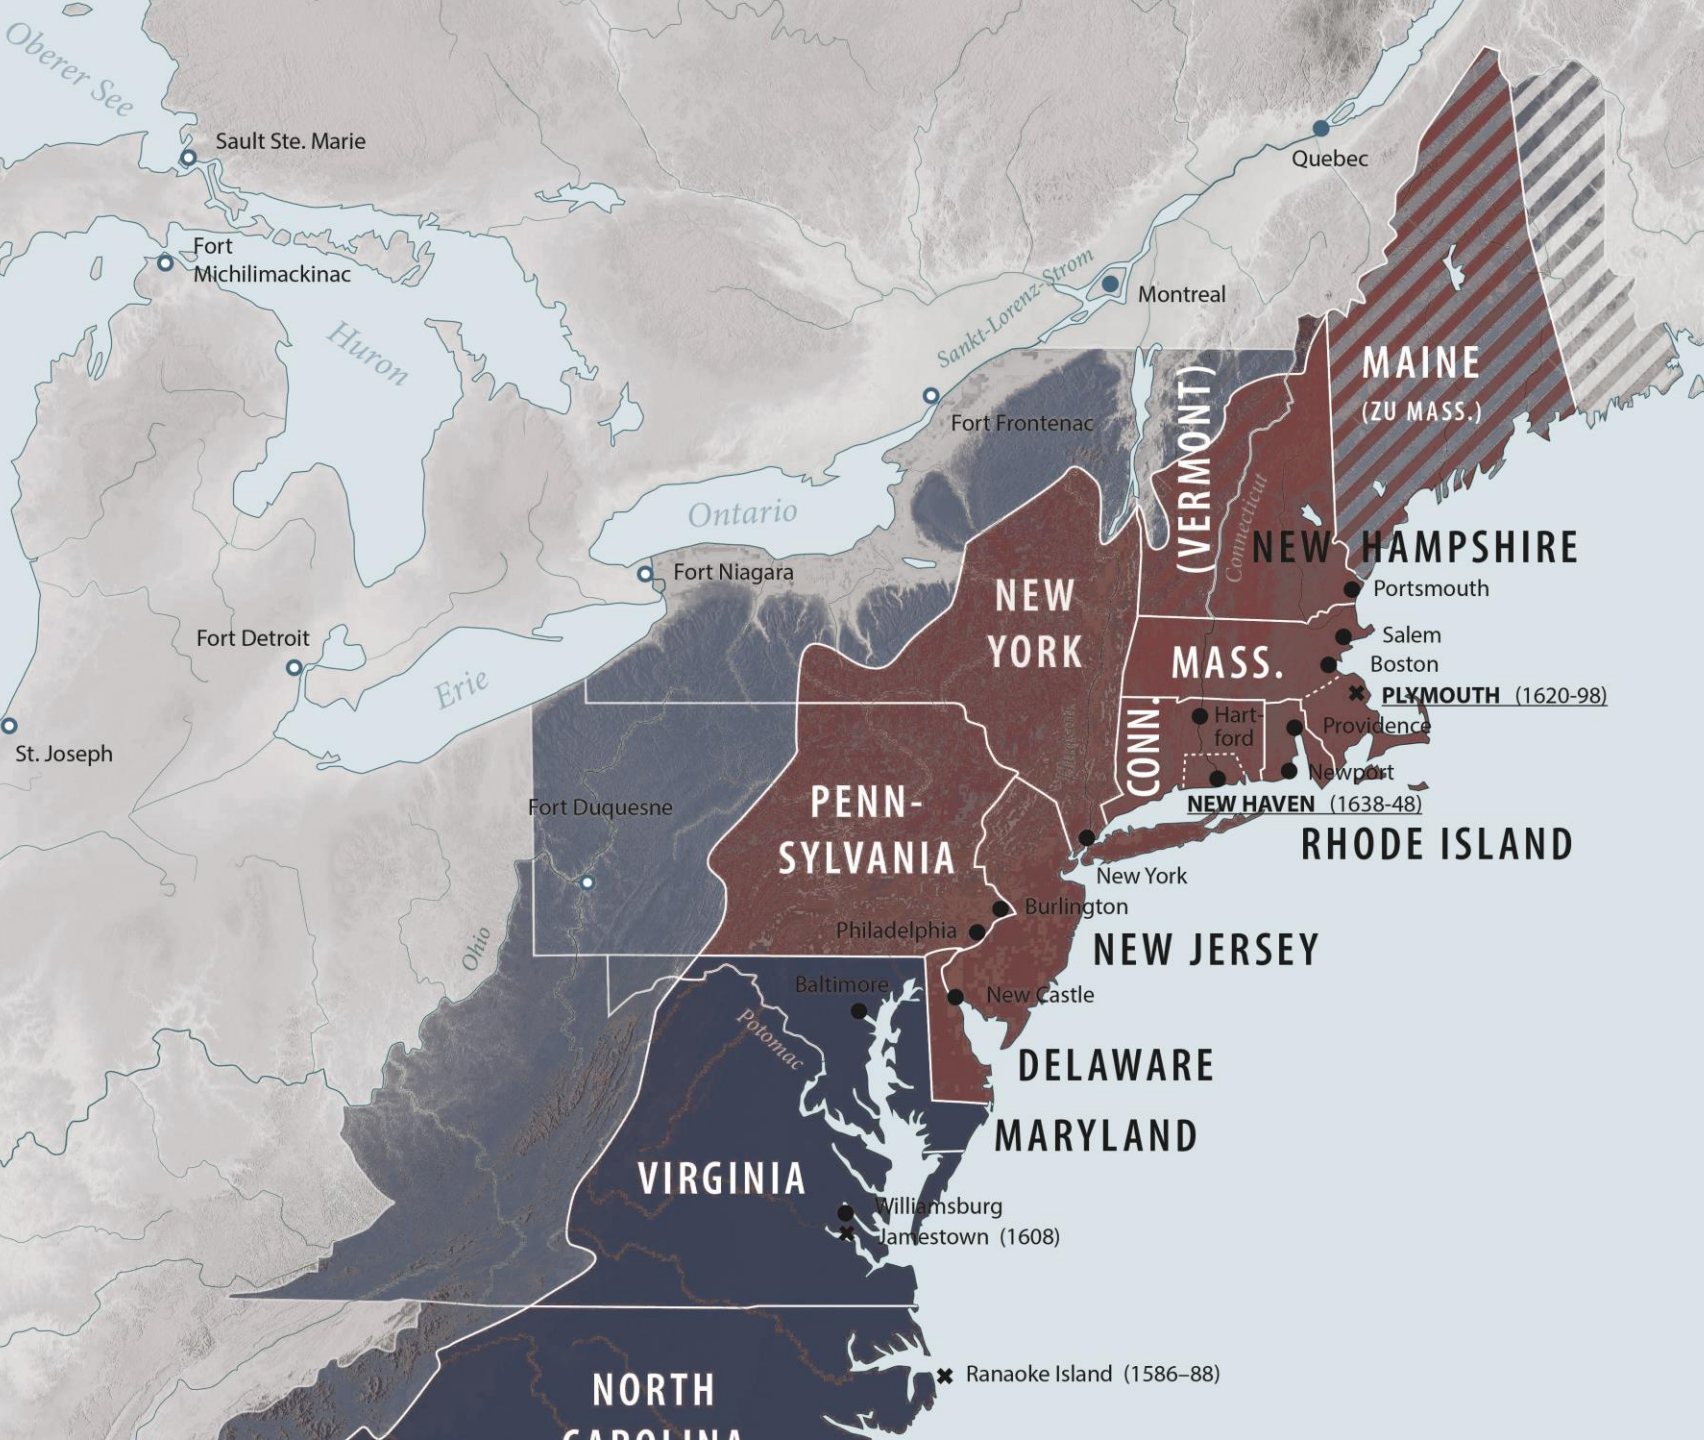 Oberer See
Sault Ste. Marie
Quebec
Fort
Michilimackinac
Huron
Sankt-Lorenz-Strom
Montreal
MAINE
(ZU MASS.)
Fort Frontenac
(VERMONT)
Connecticut
Ontario
NEW HAMPSHIRE
Fort Niagara
Portsmouth
NEW
YORK
Fort Detroit
Salem
MASS.
Boston
Erie
PLYMOUTH (1620-98)
CONN.
Hart-
ford
Providence
Hudson
St. Joseph
Newport
Fort Duquesne
PENN-
SYLVANIA
NEW HAVEN (1638-48)
RHODE ISLAND
New York
Burlington
Philadelphia
NEW JERSEY
Ohio
Baltimore
New Castle
Potomac
DELAWARE
MARYLAND
VIRGINIA
Williamsburg
Jamestown (1608)
Ranaoke Island (1586–88)
NORTH
CAROLINA